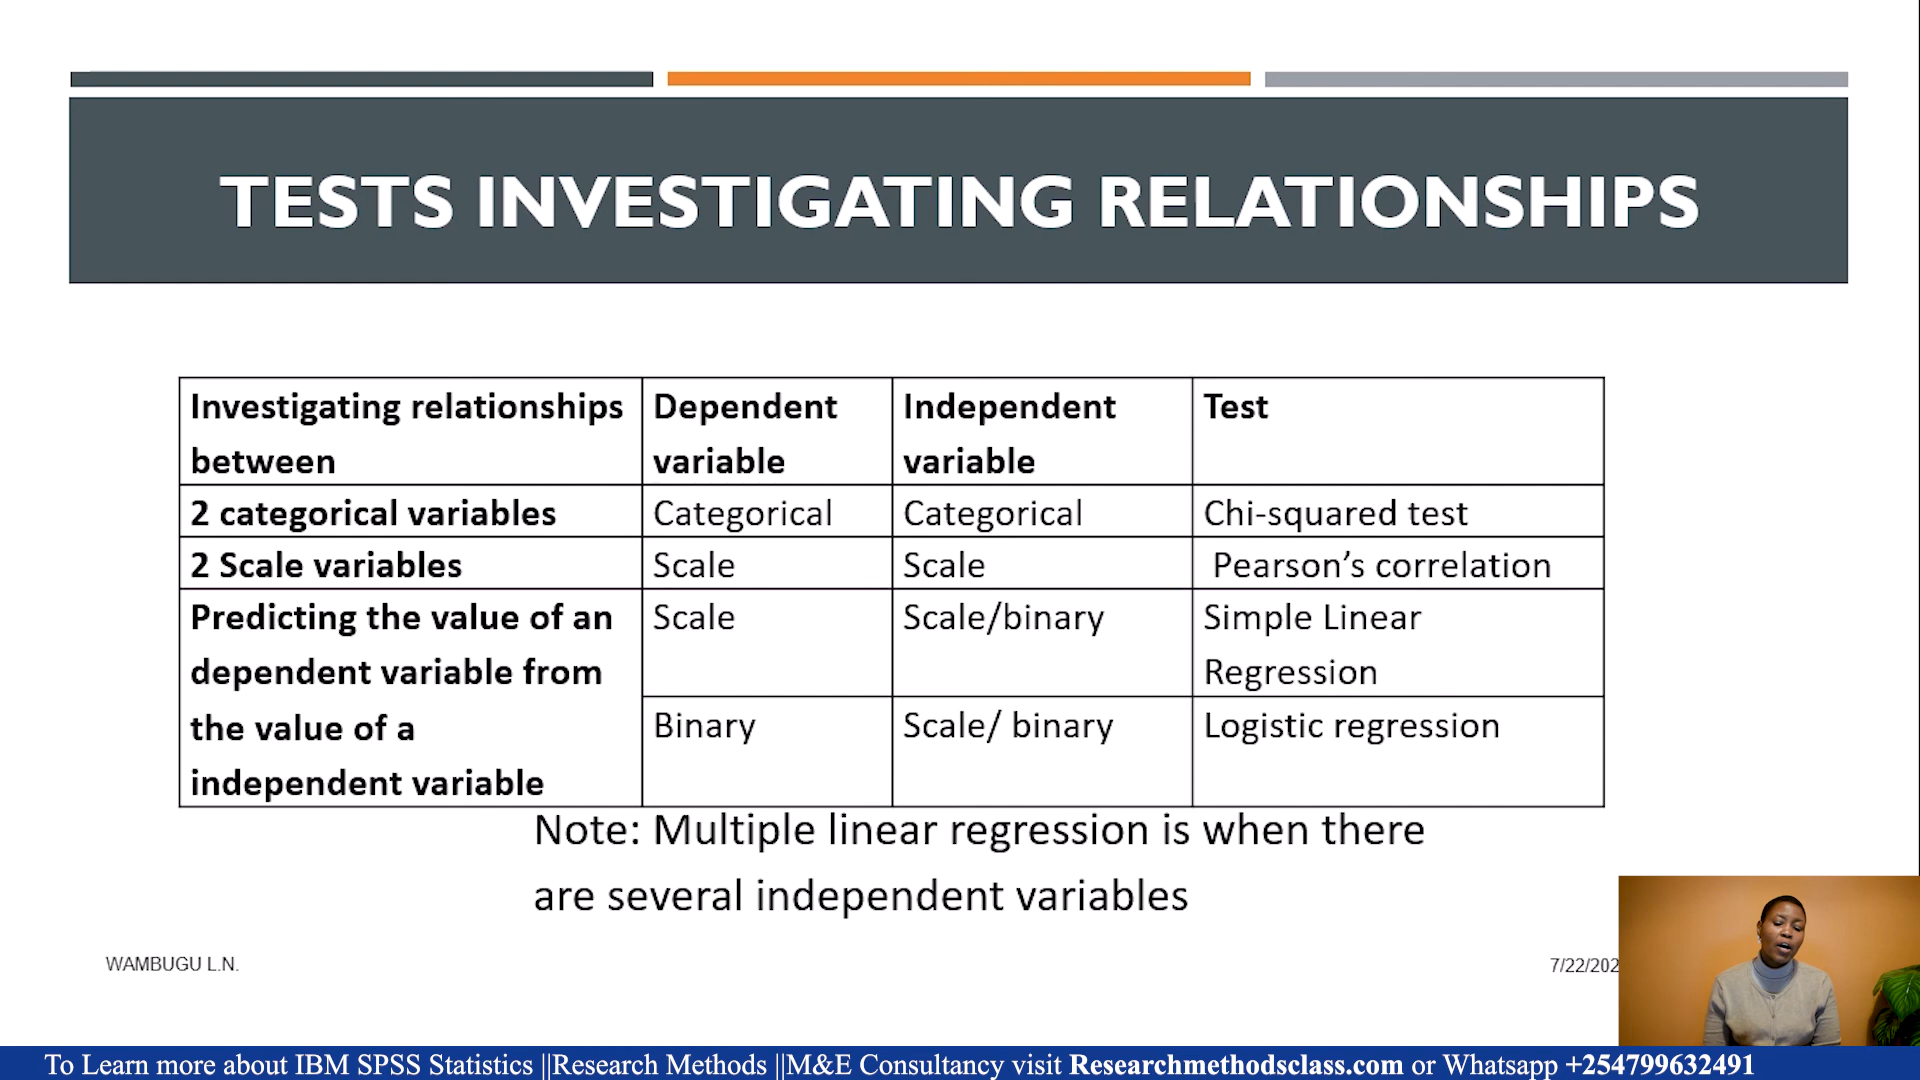 TESTS INVESTIGATING RELATIONSHIPS
Investigating relationships between
Dependent variable
Independent variable
Test
2 categorical variables
Categorical
Categorical
Chi-squared test
2 Scale variables
Scale
Scale
Pearson’s correlation
Predicting the value of an
dependent variable from
the value of a
independent variable
Scale
Scale/binary
Simple Linear
Regression
Binary
Scale/ binary
Logistic regression
Note: Multiple linear regression is when there
are several independent variables
WAMBUGU L.N.
7/22/202
To Learn more about IBM SPSS Statistics ||Research Methods ||M&E Consultancy visit Researchmethodsclass.com or Whatsapp +254799632491